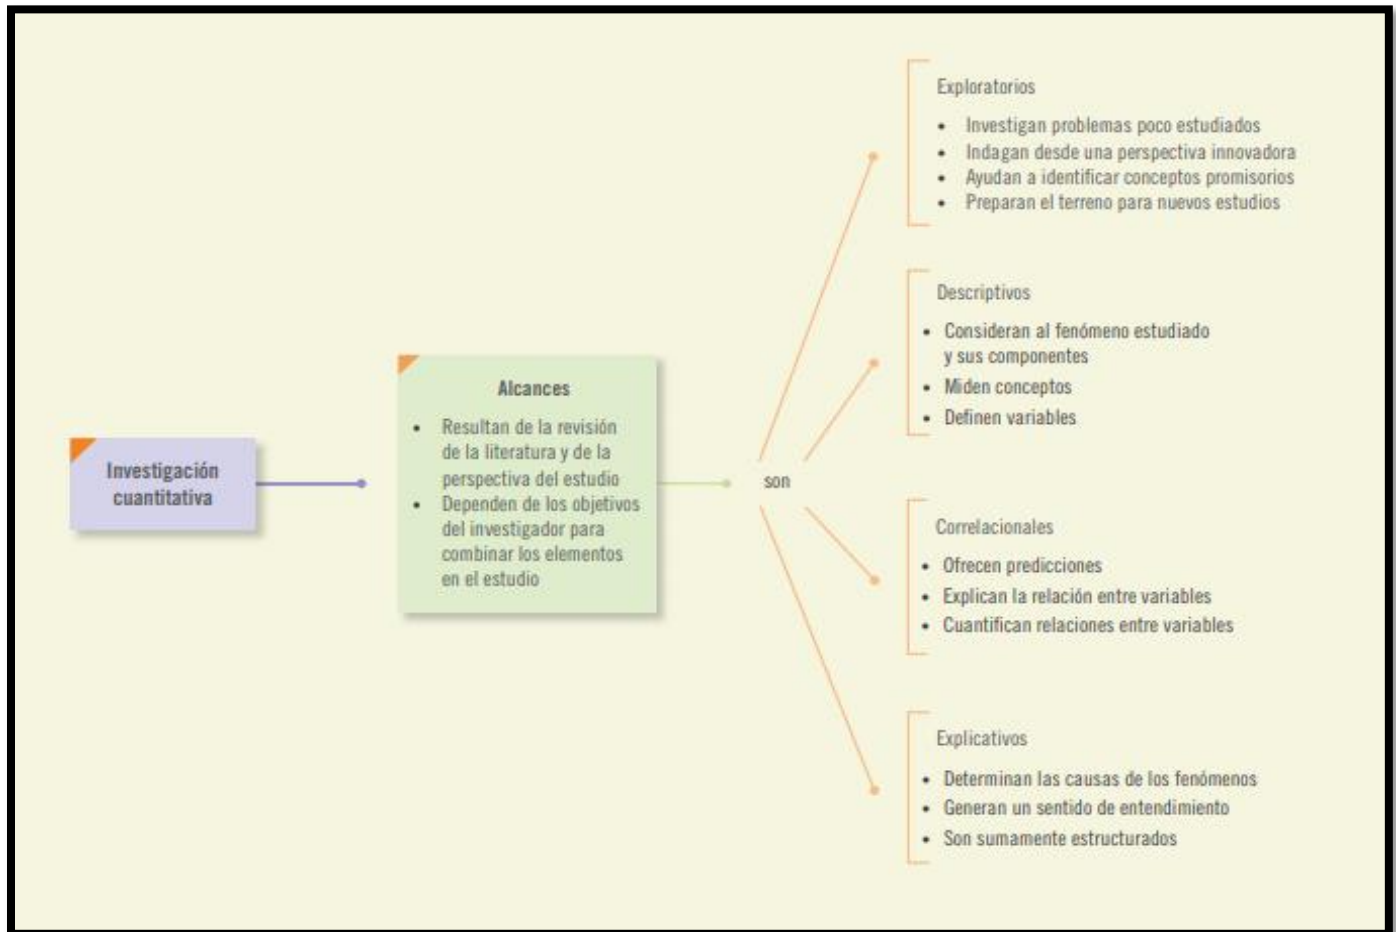 Investigación
cuantitativa
Alcances
• Resultan de la revisión
de la literatura y de la
perspectiva del estudio
• Dependen de los objetivos
del investigador para
combinar los elementos
en el estudio
son
Exploratorios
• Investigan problemas poco estudiados
• Indagan desde una perspectiva innovadora
• Ayudan a identificar conceptos promisorios
• Preparan el terreno para nuevos estudios
Descriptivos
• Consideran al fenómeno estudiado
y sus componentes
• Miden conceptos
• Definen variables
Correlacionales
• Ofrecen predicciones
• Explican la relación entre variables
• Cuantifican relaciones entre variables
Explicativos
• Determinan las causas de los fenómenos
• Generan un sentido de entendimiento
• Son sumamente estructurados